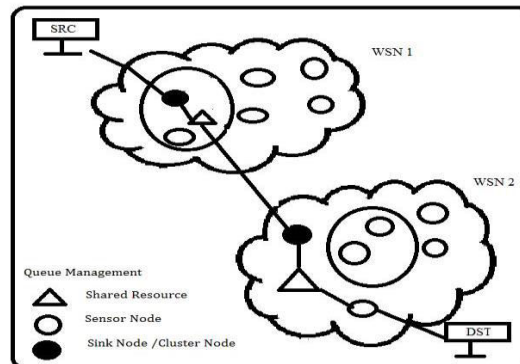 SRC
WSN 1
WSN 2
Queue Management
Shared Resource
Sensor Node
Sink Node /Cluster Node
DST